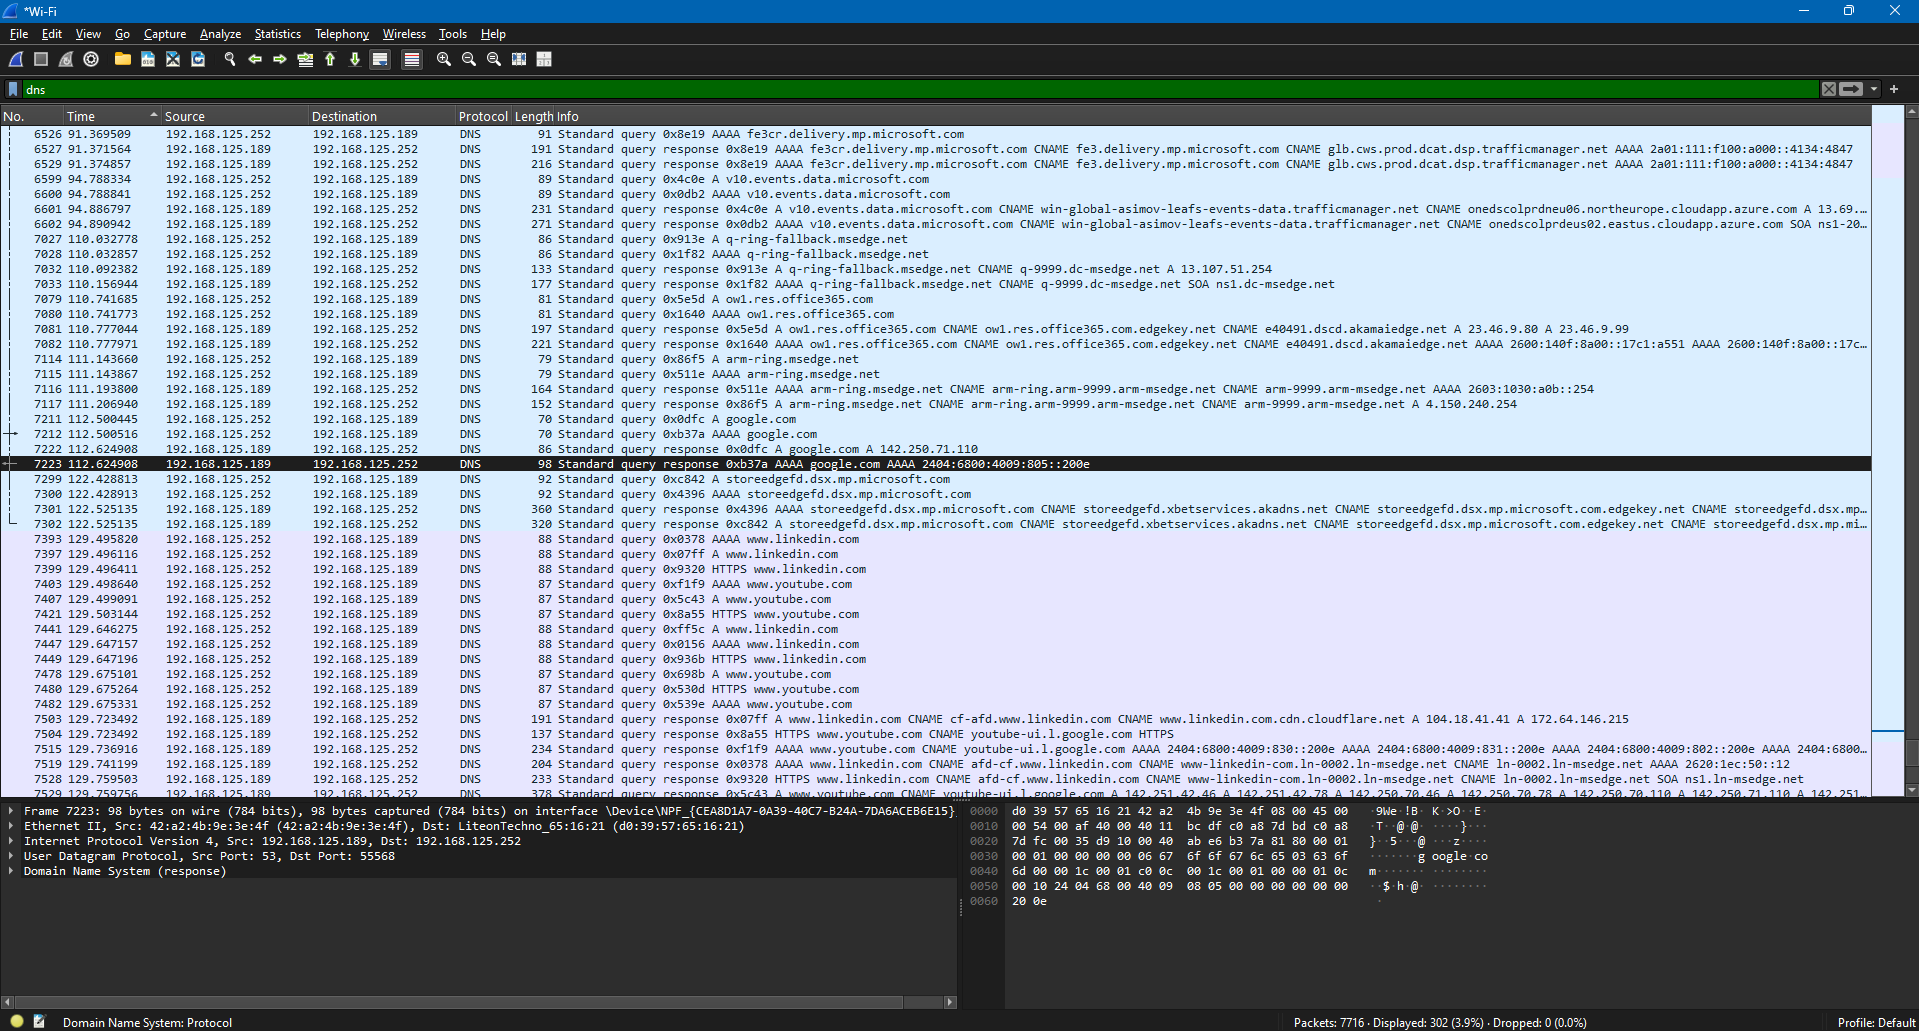 *Wi-Fi
File Edit View Go Capture Analyze Statistics Telephony Wireless Tools Help
dns
No. Time Source Destination Protocol Length Info
6526 91.369509 192.168.125.252 192.168.125.189 DNS 91 Standard query 0x8e19 AAAA fe3cr.delivery.mp.microsoft.com
6527 91.371564 192.168.125.189 192.168.125.252 DNS 191 Standard query response 0x8e19 AAAA fe3cr.delivery.mp.microsoft.com CNAME fe3.delivery.mp.microsoft.com CNAME glb.cws.prod.dcat.dsp.trafficmanager.net AAAA 2a01:111:f100:a000::4134:4847
6529 91.374857 192.168.125.189 192.168.125.252 DNS 216 Standard query response 0x8e19 AAAA fe3cr.delivery.mp.microsoft.com CNAME fe3.delivery.mp.microsoft.com CNAME glb.cws.prod.dcat.dsp.trafficmanager.net AAAA 2a01:111:f100:a000::4134:4847
6599 94.788334 192.168.125.252 192.168.125.189 DNS 89 Standard query 0x4c0e A v10.events.data.microsoft.com
6600 94.788841 192.168.125.252 192.168.125.189 DNS 89 Standard query 0x0db2 AAAA v10.events.data.microsoft.com
6601 94.886797 192.168.125.189 192.168.125.252 DNS 231 Standard query response 0x4c0e A v10.events.data.microsoft.com CNAME win-global-asimov-leafs-events-data.trafficmanager.net CNAME onedscolprdneu06.northeurope.cloudapp.azure.com A 13.69.…
6602 94.890942 192.168.125.189 192.168.125.252 DNS 271 Standard query response 0x0db2 AAAA v10.events.data.microsoft.com CNAME win-global-asimov-leafs-events-data.trafficmanager.net CNAME onedscolprdeus02.eastus.cloudapp.azure.com SOA ns1-20…
7027 110.032778 192.168.125.252 192.168.125.189 DNS 86 Standard query 0x913e A q-ring-fallback.msedge.net
7028 110.032857 192.168.125.252 192.168.125.189 DNS 86 Standard query 0x1f82 AAAA q-ring-fallback.msedge.net
7032 110.092382 192.168.125.189 192.168.125.252 DNS 133 Standard query response 0x913e A q-ring-fallback.msedge.net CNAME q-9999.dc-msedge.net A 13.107.51.254
7033 110.156944 192.168.125.189 192.168.125.252 DNS 177 Standard query response 0x1f82 AAAA q-ring-fallback.msedge.net CNAME q-9999.dc-msedge.net SOA ns1.dc-msedge.net
7079 110.741685 192.168.125.252 192.168.125.189 DNS 81 Standard query 0x5e5d A ow1.res.office365.com
7080 110.741773 192.168.125.252 192.168.125.189 DNS 81 Standard query 0x1640 AAAA ow1.res.office365.com
7081 110.777044 192.168.125.189 192.168.125.252 DNS 197 Standard query response 0x5e5d A ow1.res.office365.com CNAME ow1.res.office365.com.edgekey.net CNAME e40491.dscd.akamaiedge.net A 23.46.9.80 A 23.46.9.99
7082 110.777971 192.168.125.189 192.168.125.252 DNS 221 Standard query response 0x1640 AAAA ow1.res.office365.com CNAME ow1.res.office365.com.edgekey.net CNAME e40491.dscd.akamaiedge.net AAAA 2600:140f:8a00::17c1:a551 AAAA 2600:140f:8a00::17c…
7114 111.143660 192.168.125.252 192.168.125.189 DNS 79 Standard query 0x86f5 A arm-ring.msedge.net
7115 111.143867 192.168.125.252 192.168.125.189 DNS 79 Standard query 0x511e AAAA arm-ring.msedge.net
7116 111.193800 192.168.125.189 192.168.125.252 DNS 164 Standard query response 0x511e AAAA arm-ring.msedge.net CNAME arm-ring.arm-9999.arm-msedge.net CNAME arm-9999.arm-msedge.net AAAA 2603:1030:a0b::254
7117 111.206940 192.168.125.189 192.168.125.252 DNS 152 Standard query response 0x86f5 A arm-ring.msedge.net CNAME arm-ring.arm-9999.arm-msedge.net CNAME arm-9999.arm-msedge.net A 4.150.240.254
7211 112.500445 192.168.125.252 192.168.125.189 DNS 70 Standard query 0x0dfc A google.com
7212 112.500516 192.168.125.252 192.168.125.189 DNS 70 Standard query 0xb37a AAAA google.com
7222 112.624908 192.168.125.189 192.168.125.252 DNS 86 Standard query response 0x0dfc A google.com A 142.250.71.110
7223 112.624908 192.168.125.189 192.168.125.252 DNS 98 Standard query response 0xb37a AAAA google.com AAAA 2404:6800:4009:805::200e
7299 122.428813 192.168.125.252 192.168.125.189 DNS 92 Standard query 0xc842 A storeedgefd.dsx.mp.microsoft.com
7300 122.428913 192.168.125.252 192.168.125.189 DNS 92 Standard query 0x4396 AAAA storeedgefd.dsx.mp.microsoft.com
7301 122.525135 192.168.125.189 192.168.125.252 DNS 360 Standard query response 0x4396 AAAA storeedgefd.dsx.mp.microsoft.com CNAME storeedgefd.xbetservices.akadns.net CNAME storeedgefd.dsx.mp.microsoft.com.edgekey.net CNAME storeedgefd.dsx.mp…
7302 122.525135 192.168.125.189 192.168.125.252 DNS 320 Standard query response 0xc842 A storeedgefd.dsx.mp.microsoft.com CNAME storeedgefd.xbetservices.akadns.net CNAME storeedgefd.dsx.mp.microsoft.com.edgekey.net CNAME storeedgefd.dsx.mp.mi…
7393 129.495820 192.168.125.252 192.168.125.189 DNS 88 Standard query 0x0378 AAAA www.linkedin.com
7397 129.496116 192.168.125.252 192.168.125.189 DNS 88 Standard query 0x07ff A www.linkedin.com
7399 129.496411 192.168.125.252 192.168.125.189 DNS 88 Standard query 0x9320 HTTPS www.linkedin.com
7403 129.498640 192.168.125.252 192.168.125.189 DNS 87 Standard query 0xf1f9 AAAA www.youtube.com
7407 129.499091 192.168.125.252 192.168.125.189 DNS 87 Standard query 0x5c43 A www.youtube.com
7421 129.503144 192.168.125.252 192.168.125.189 DNS 87 Standard query 0x8a55 HTTPS www.youtube.com
7441 129.646275 192.168.125.252 192.168.125.189 DNS 88 Standard query 0xff5c A www.linkedin.com
7447 129.647157 192.168.125.252 192.168.125.189 DNS 88 Standard query 0x0156 AAAA www.linkedin.com
7449 129.647196 192.168.125.252 192.168.125.189 DNS 88 Standard query 0x936b HTTPS www.linkedin.com
7478 129.675101 192.168.125.252 192.168.125.189 DNS 87 Standard query 0x698b A www.youtube.com
7480 129.675264 192.168.125.252 192.168.125.189 DNS 87 Standard query 0x530d HTTPS www.youtube.com
7482 129.675331 192.168.125.252 192.168.125.189 DNS 87 Standard query 0x539e AAAA www.youtube.com
7503 129.723492 192.168.125.189 192.168.125.252 DNS 191 Standard query response 0x07ff A www.linkedin.com CNAME cf-afd.www.linkedin.com CNAME www.linkedin.com.cdn.cloudflare.net A 104.18.41.41 A 172.64.146.215
7504 129.723492 192.168.125.189 192.168.125.252 DNS 137 Standard query response 0x8a55 HTTPS www.youtube.com CNAME youtube-ui.l.google.com HTTPS
7515 129.736916 192.168.125.189 192.168.125.252 DNS 234 Standard query response 0xf1f9 AAAA www.youtube.com CNAME youtube-ui.l.google.com AAAA 2404:6800:4009:830::200e AAAA 2404:6800:4009:831::200e AAAA 2404:6800:4009:802::200e AAAA 2404:6800…
7519 129.741199 192.168.125.189 192.168.125.252 DNS 204 Standard query response 0x0378 AAAA www.linkedin.com CNAME afd-cf.www.linkedin.com CNAME www-linkedin-com.ln-0002.ln-msedge.net CNAME ln-0002.ln-msedge.net AAAA 2620:1ec:50::12
7528 129.759503 192.168.125.189 192.168.125.252 DNS 233 Standard query response 0x9320 HTTPS www.linkedin.com CNAME afd-cf.www.linkedin.com CNAME www-linkedin-com.ln-0002.ln-msedge.net CNAME ln-0002.ln-msedge.net SOA ns1.ln-msedge.net
7529 129.759756 192.168.125.189 192.168.125.252 DNS 378 Standard query response 0x5c43 A www.youtube.com CNAME youtube-ui.l.google.com A 142.251.42.46 A 142.251.42.78 A 142.250.70.46 A 142.250.70.78 A 142.250.70.110 A 142.250.71.110 A 142.251…
Frame 7223: 98 bytes on wire (784 bits), 98 bytes captured (784 bits) on interface \Device\NPF_{CEA8D1A7-0A39-40C7-B24A-7DA6ACEB6E15}
Ethernet II, Src: 42:a2:4b:9e:3e:4f (42:a2:4b:9e:3e:4f), Dst: LiteonTechno_65:16:21 (d0:39:57:65:16:21)
Internet Protocol Version 4, Src: 192.168.125.189, Dst: 192.168.125.252
User Datagram Protocol, Src Port: 53, Dst Port: 55568
Domain Name System (response)
0000 d0 39 57 65 16 21 42 a2 4b 9e 3e 4f 08 00 45 00 ·9We·!B· K·>O··E·
0010 00 54 00 af 40 00 40 11 bc df c0 a8 7d bd c0 a8 ·T··@·@· ····}···
0020 7d fc 00 35 d9 10 00 40 ab e6 b3 7a 81 80 00 01 }··5···@ ···z····
0030 00 01 00 00 00 00 06 67 6f 6f 67 6c 65 03 63 6f ·······g oogle·co
0040 6d 00 00 1c 00 01 c0 0c 00 1c 00 01 00 00 01 0c m······· ········
0050 00 10 24 04 68 00 40 09 08 05 00 00 00 00 00 00 ··$·h·@· ········
0060 20 0e ·
Domain Name System: Protocol
Packets: 7716 · Displayed: 302 (3.9%) · Dropped: 0 (0.0%)
Profile: Default